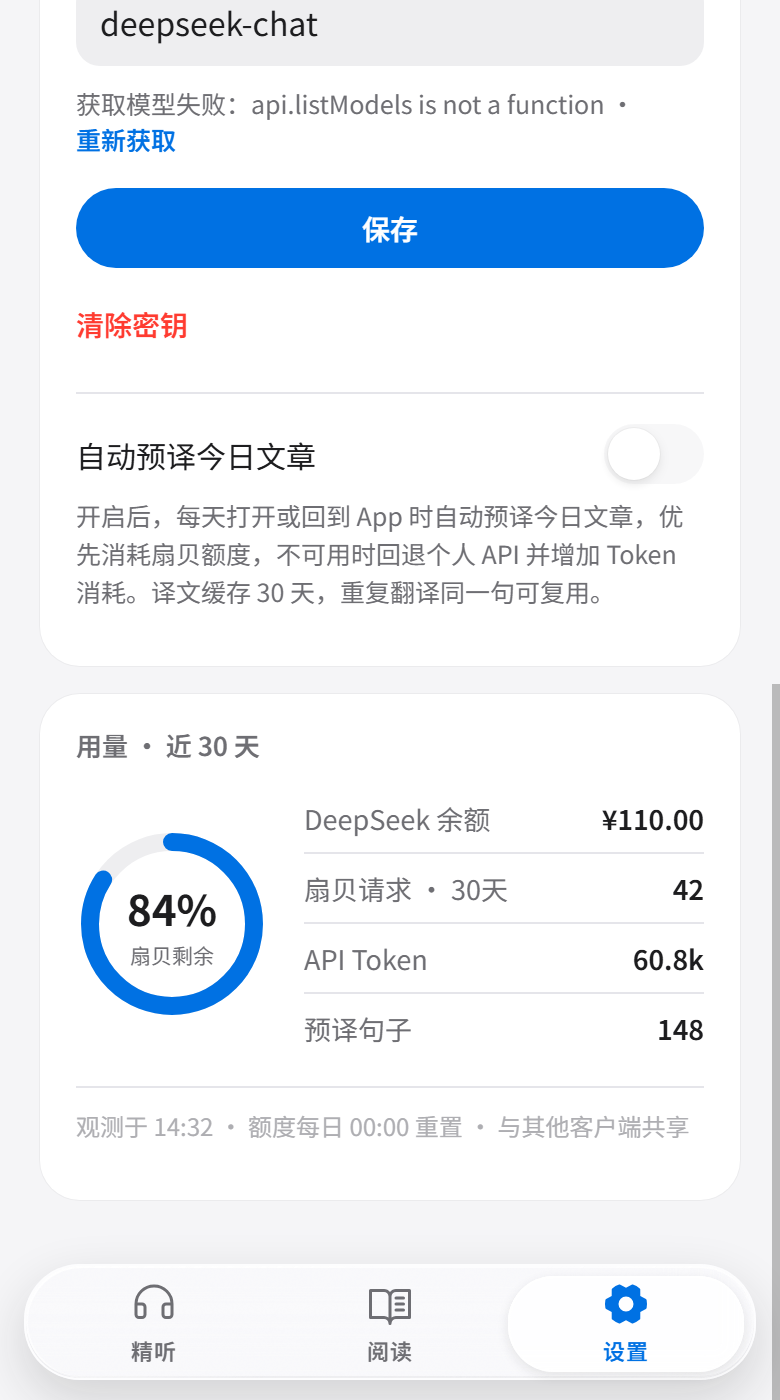 deepseek-chat
获取模型失败：api.listModels is not a function ·
重新获取
保存
清除密钥
自动预译今日文章
开启后，每天打开或回到 App 时自动预译今日文章，优
先消耗扇贝额度，不可用时回退个人 API 并增加 Token
消耗。译文缓存 30 天，重复翻译同一句可复用。
用量 · 近 30 天
84%
扇贝剩余
DeepSeek 余额 ¥110.00
扇贝请求 · 30天 42
API Token 60.8k
预译句子 148
观测于 14:32 · 额度每日 00:00 重置 · 与其他客户端共享
精听 阅读 设置